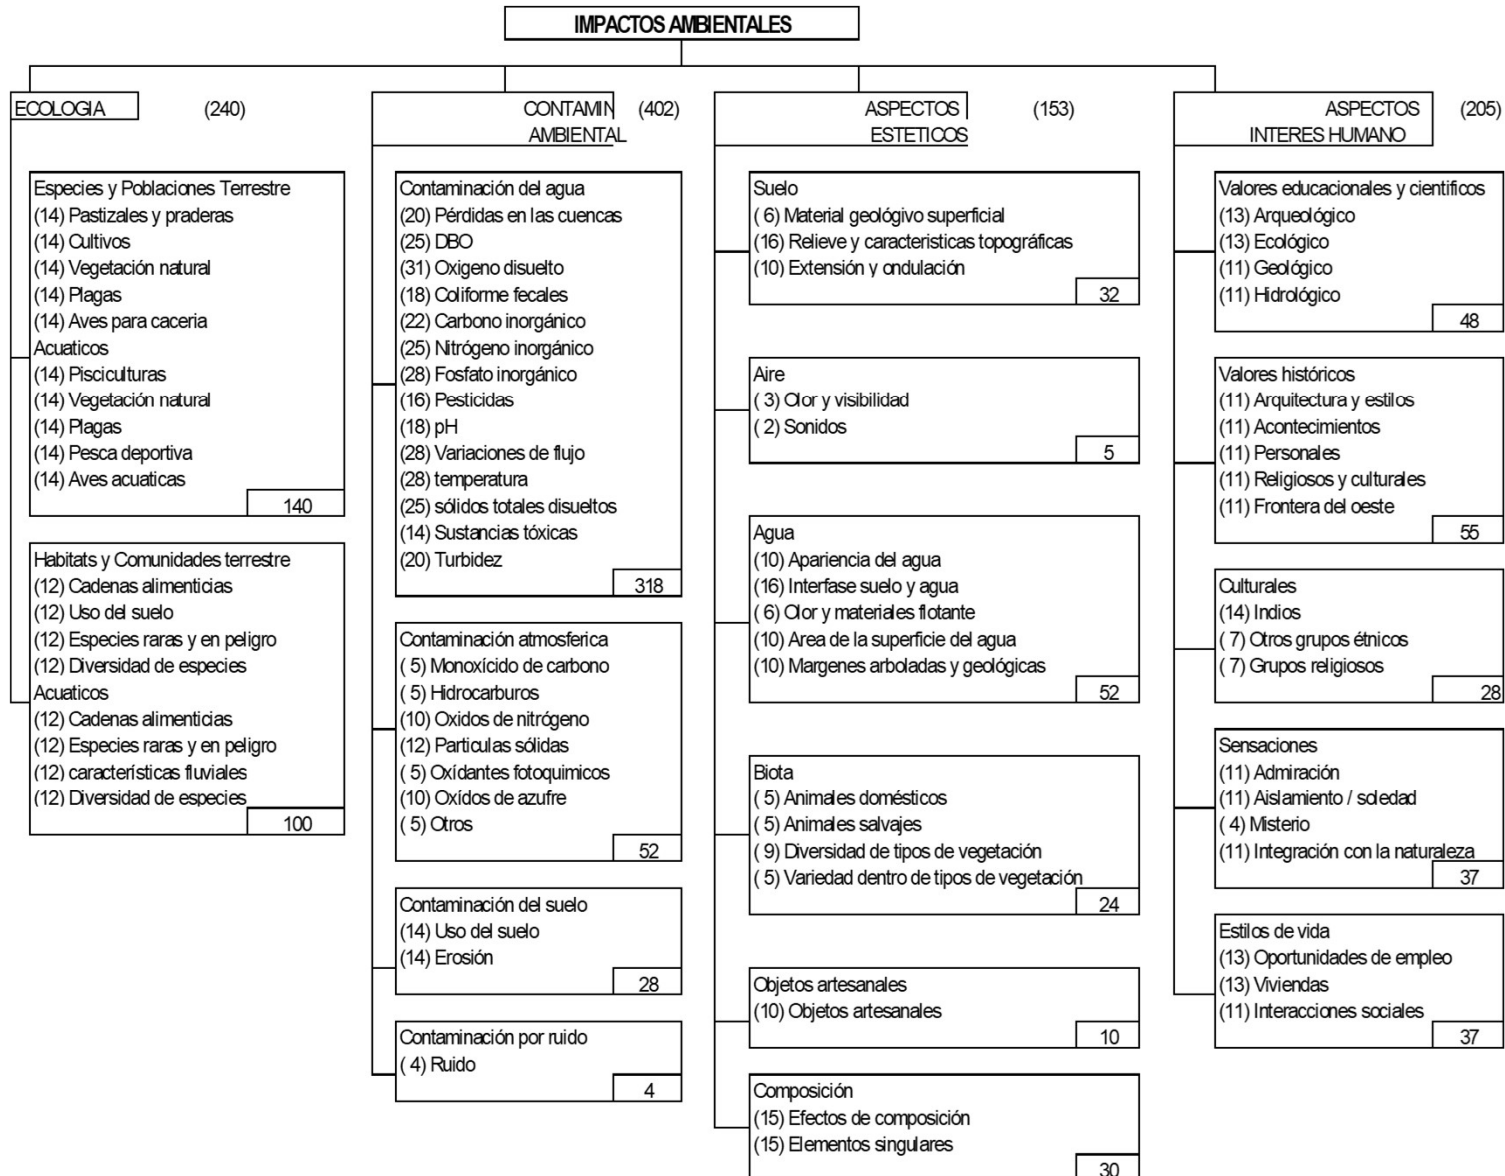 IMPACTOS AMBIENTALES
ECOLOGIA (240)
Especies y Poblaciones Terrestre
(14) Pastizales y praderas
(14) Cultivos
(14) Vegetación natural
(14) Plagas
(14) Aves para caceria
Acuaticos
(14) Pisciculturas
(14) Vegetación natural
(14) Plagas
(14) Pesca deportiva
(14) Aves acuaticas
140
Habitats y Comunidades terrestre
(12) Cadenas alimenticias
(12) Uso del suelo
(12) Especies raras y en peligro
(12) Diversidad de especies
Acuaticos
(12) Cadenas alimenticias
(12) Especies raras y en peligro
(12) características fluviales
(12) Diversidad de especies
100
CONTAMIN (402)
AMBIENTAL
Contaminación del agua
(20) Pérdidas en las cuencas
(25) DBO
(31) Oxigeno disuelto
(18) Coliforme fecales
(22) Carbono inorgánico
(25) Nitrógeno inorgánico
(28) Fosfato inorgánico
(16) Pesticidas
(18) pH
(28) Variaciones de flujo
(28) temperatura
(25) sólidos totales disueltos
(14) Sustancias tóxicas
(20) Turbidez
318
Contaminación atmosferica
( 5) Monoxícido de carbono
( 5) Hidrocarburos
(10) Oxidos de nitrógeno
(12) Particulas sólidas
( 5) Oxídantes fotoquimicos
(10) Oxídos de azufre
( 5) Otros
52
Contaminación del suelo
(14) Uso del suelo
(14) Erosión
28
Contaminación por ruido
( 4) Ruido
4
ASPECTOS (153)
ESTETICOS
Suelo
( 6) Material geológivo superficial
(16) Relieve y caracteristicas topográficas
(10) Extensión y ondulación
32
Aire
( 3) Olor y visibilidad
( 2) Sonidos
5
Agua
(10) Apariencia del agua
(16) Interfase suelo y agua
( 6) Olor y materiales flotante
(10) Area de la superficie del agua
(10) Margenes arboladas y geológicas
52
Biota
( 5) Animales domésticos
( 5) Animales salvajes
( 9) Diversidad de tipos de vegetación
( 5) Variedad dentro de tipos de vegetación
24
Objetos artesanales
(10) Objetos artesanales
10
Composición
(15) Efectos de composición
(15) Elementos singulares
30
ASPECTOS (205)
INTERES HUMANO
Valores educacionales y cientificos
(13) Arqueológico
(13) Ecológico
(11) Geológico
(11) Hidrológico
48
Valores históricos
(11) Arquitectura y estilos
(11) Acontecimientos
(11) Personales
(11) Religiosos y culturales
(11) Frontera del oeste
55
Culturales
(14) Indios
( 7) Otros grupos étnicos
( 7) Grupos religiosos
28
Sensaciones
(11) Admiración
(11) Aislamiento / soledad
( 4) Misterio
(11) Integración con la naturaleza
37
Estilos de vida
(13) Oportunidades de empleo
(13) Viviendas
(11) Interacciones sociales
37